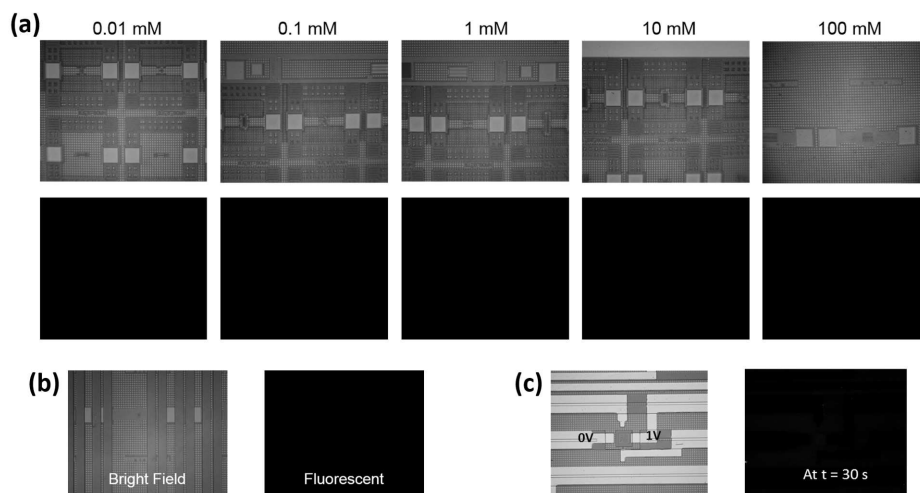 (a)
0.01 mM
0.1 mM
1 mM
10 mM
100 mM
(b)
Bright Field
Fluorescent
(c)
0V
1V
At t = 30 s